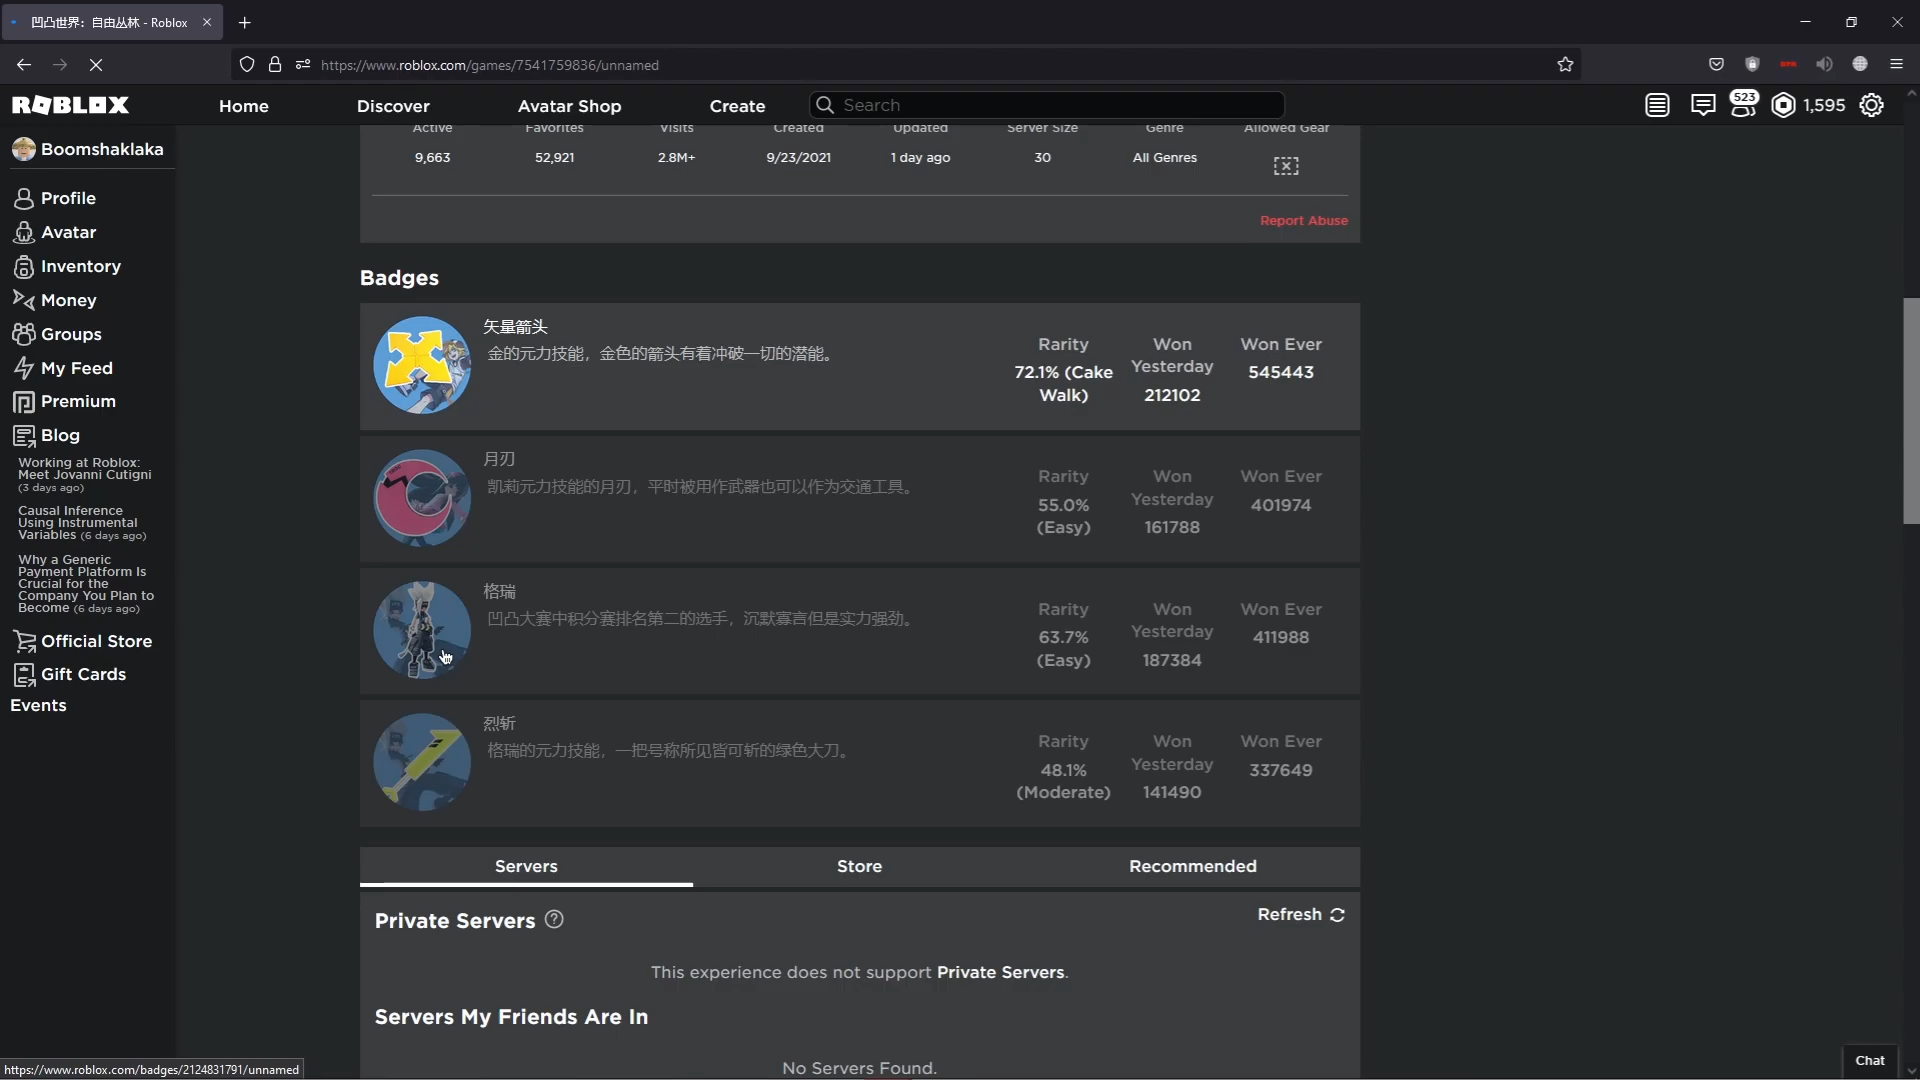 凹凸世界：自由丛林 - Roblox
https://www.roblox.com/games/7541759836/unnamed
ROBLOX
Home
Discover
Avatar Shop
Create
Search
523
1,595
Boomshaklaka
Profile
Avatar
Inventory
Money
Groups
My Feed
Premium
Blog
Working at Roblox:
Meet Jovanni Cutigni
(3 days ago)
Causal Inference
Using Instrumental
Variables (6 days ago)
Why a Generic
Payment Platform Is
Crucial for the
Company You Plan to
Become (6 days ago)
Official Store
Gift Cards
Events
Active Favorites Visits Created Updated Server Size Genre Allowed Gear
9,663 52,921 2.8M+ 9/23/2021 1 day ago 30 All Genres
Report Abuse
Badges
矢量箭头
金的元力技能，金色的箭头有着冲破一切的潜能。
Rarity
72.1% (Cake
Walk)
Won
Yesterday
212102
Won Ever
545443
月刃
凯莉元力技能的月刃，平时被用作武器也可以作为交通工具。
Rarity
55.0%
(Easy)
Won
Yesterday
161788
Won Ever
401974
格瑞
凹凸大赛中积分赛排名第二的选手，沉默寡言但是实力强劲。
Rarity
63.7%
(Easy)
Won
Yesterday
187384
Won Ever
411988
烈斩
格瑞的元力技能，一把号称所见皆可斩的绿色大刀。
Rarity
48.1%
(Moderate)
Won
Yesterday
141490
Won Ever
337649
Servers
Store
Recommended
Private Servers
Refresh
This experience does not support Private Servers.
Servers My Friends Are In
No Servers Found.
Chat
https://www.roblox.com/badges/2124831791/unnamed